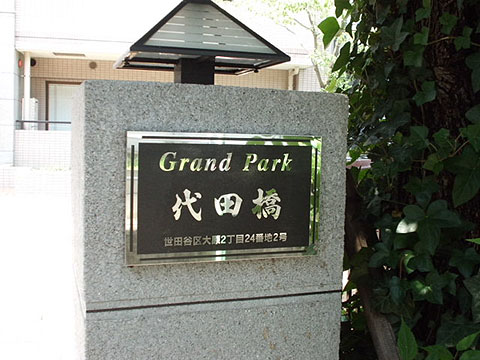 Grand Park
代田橋
世田谷区大原2丁目24番地2号